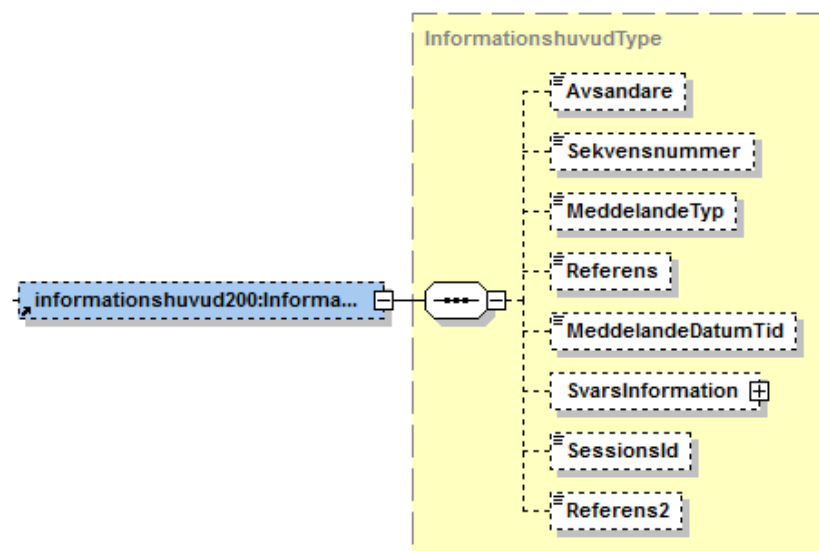 InformationshuvudType
Avsandare
Sekvensnummer
MeddelandeTyp
Referens
informationshuvud200:Informa...
MeddelandeDatumTid
SvarsInformation
SessionsId
Referens2